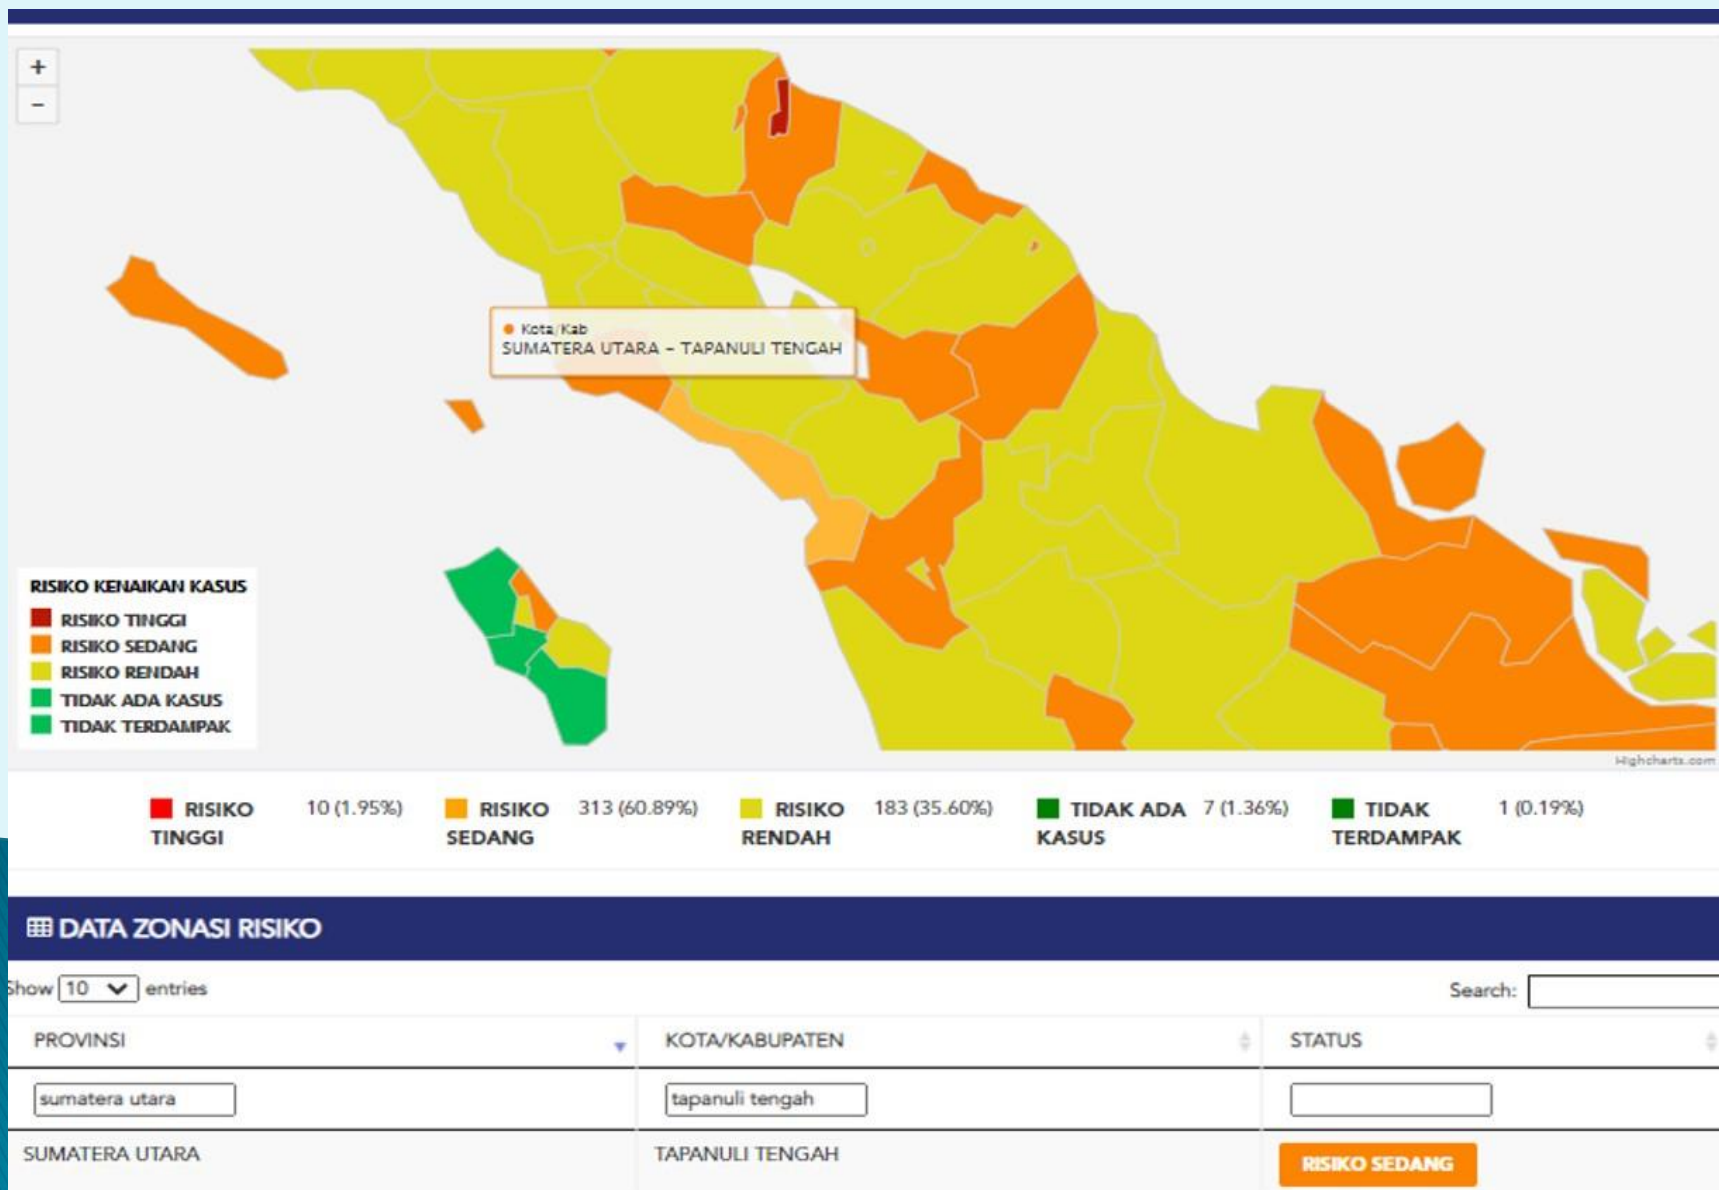 +
−
● Kota/Kab
SUMATERA UTARA – TAPANULI TENGAH
RISIKO KENAIKAN KASUS
RISIKO TINGGI
RISIKO SEDANG
RISIKO RENDAH
TIDAK ADA KASUS
TIDAK TERDAMPAK
Highcharts.com
RISIKO TINGGI 10 (1.95%)
RISIKO SEDANG 313 (60.89%)
RISIKO RENDAH 183 (35.60%)
TIDAK ADA KASUS 7 (1.36%)
TIDAK TERDAMPAK 1 (0.19%)
DATA ZONASI RISIKO
Show 10 entries Search:
PROVINSI KOTA/KABUPATEN STATUS
sumatera utara tapanuli tengah
SUMATERA UTARA TAPANULI TENGAH RISIKO SEDANG